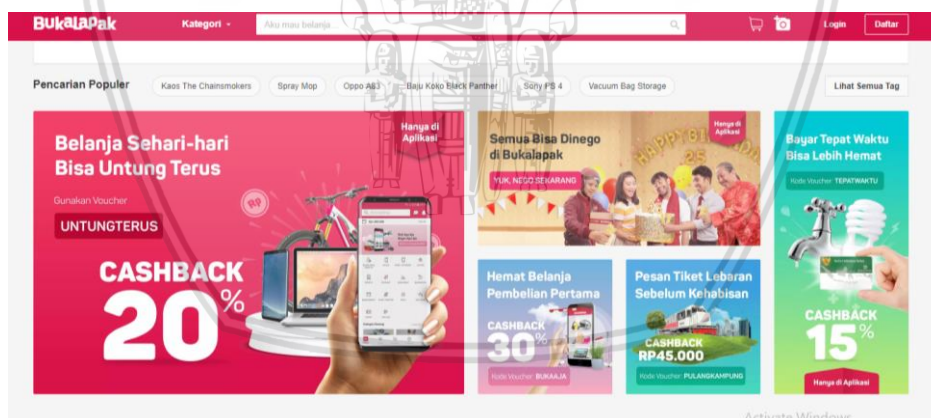 BukaLaPak
Kategori
Aku mau belanja
Login
Daftar
Pencarian Populer
Kaos The Chainsmokers
Spray Mop
Oppo A83
Baju Koko Black Panther
Sony PS 4
Vacuum Bag Storage
Lihat Semua Tag
Belanja Sehari-hari
Bisa Untung Terus
Gunakan Voucher
UNTUNGTERUS
CASHBACK
20%
RP
Hanya di
Aplikasi
Semua Bisa Dinego
di Bukalapak
YUK, NEGO SEKARANG
Hanya di
Aplikasi
Hemat Belanja
Pembelian Pertama
CASHBACK
30%
Kode Voucher: BUKAAJA
Pesan Tiket Lebaran
Sebelum Kehabisan
CASHBACK
RP45.000
Kode Voucher: PULANGKAMPUNG
Bayar Tepat Waktu
Bisa Lebih Hemat
Kode Voucher TEPATWAKTU
CASHBACK
15%
Hanya di Aplikasi
Activate Windows